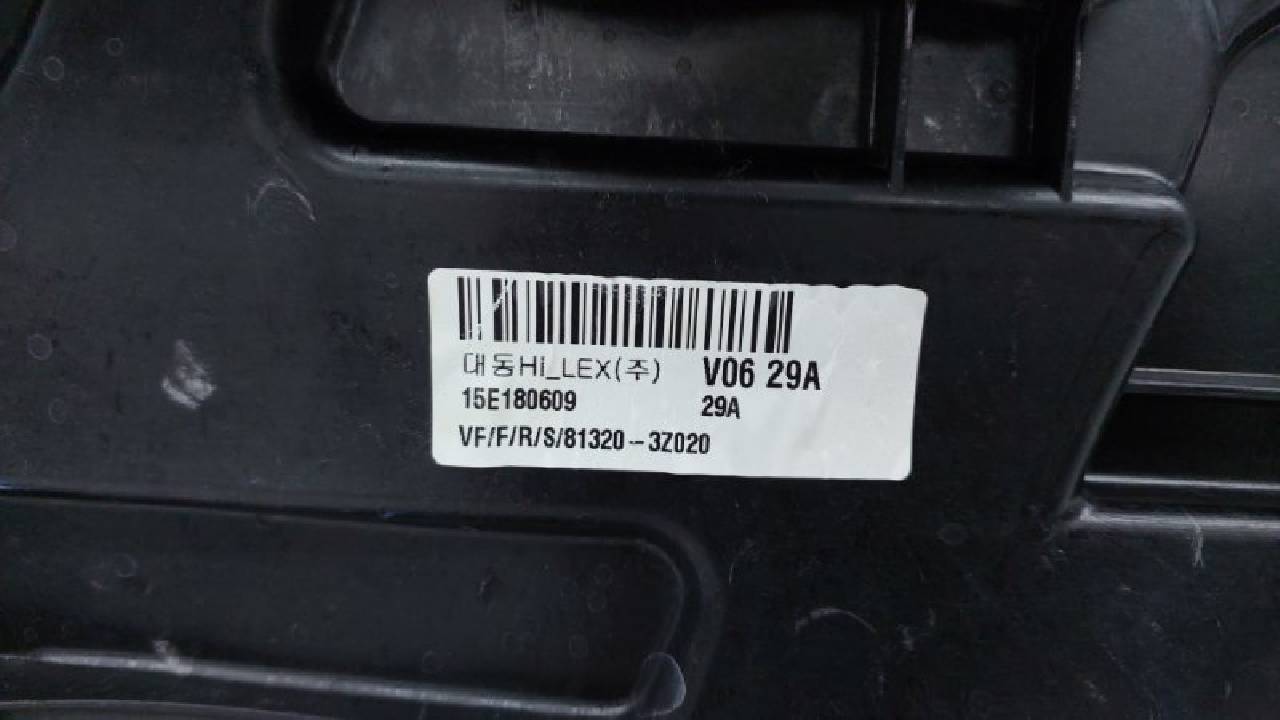 대동Hi_LEX(주) V06 29A
15E180609 29A
VF/F/R/S/81320-3Z020